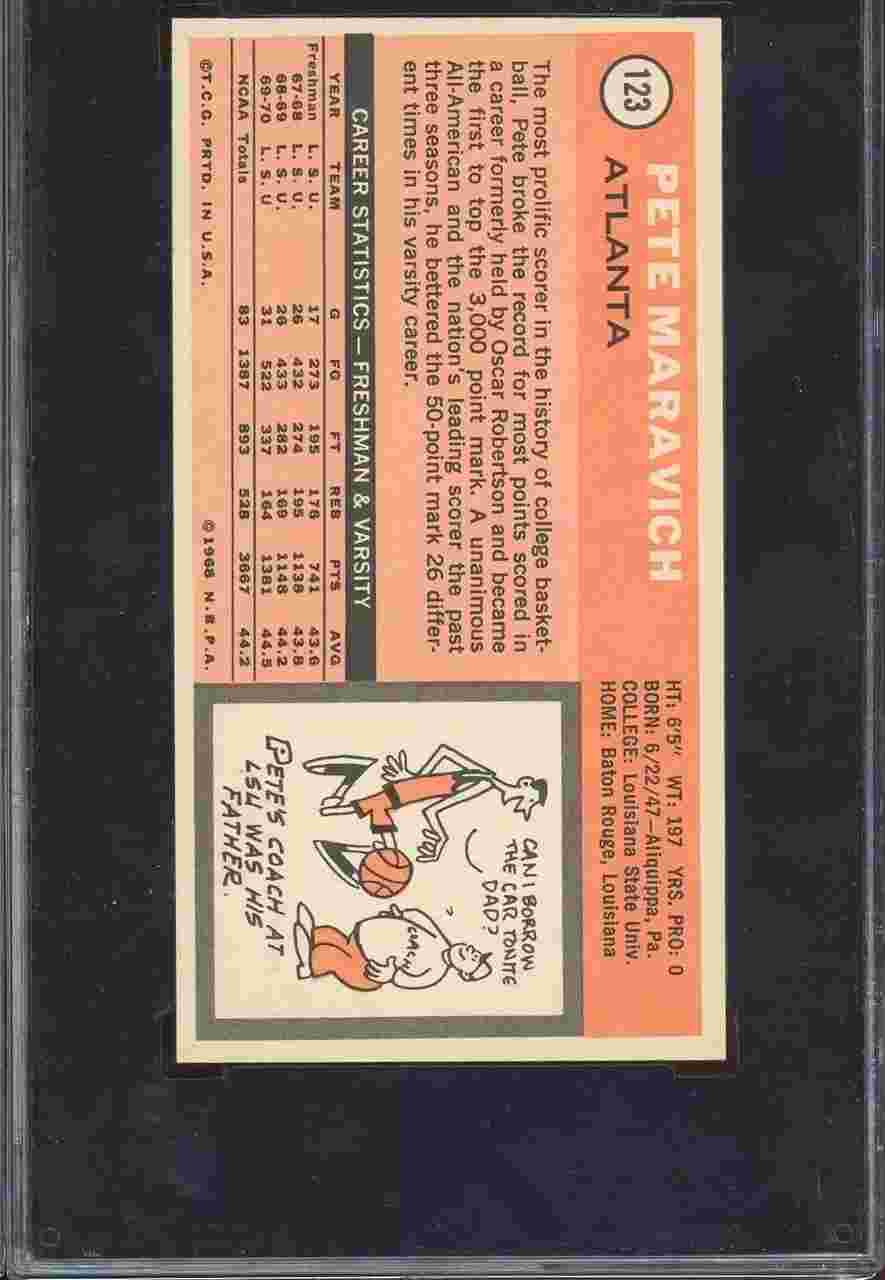 123
PETE MARAVICH
ATLANTA
HT: 6'5" WT: 197 YRS. PRO: 0
BORN: 6/22/47—Aliquippa, Pa.
COLLEGE: Louisiana State Univ.
HOME: Baton Rouge, Louisiana
The most prolific scorer in the history of college basket-
ball, Pete broke the record for most points scored in
a career formerly held by Oscar Robertson and became
the first to top the 3,000 point mark. A unanimous
All-American and the nation's leading scorer the past
three seasons, he bettered the 50-point mark 26 differ-
ent times in his varsity career.
CAREER STATISTICS — FRESHMAN & VARSITY
YEAR TEAM G FG FT REB PTS AVG
Freshman L. S. U. 17 273 195 176 741 43.6
67-68 L. S. U. 26 432 274 195 1138 43.8
68-69 L. S. U. 26 433 282 169 1148 44.2
69-70 L. S. U. 31 522 337 164 1381 44.5
NCAA Totals 83 1387 893 528 3667 44.2
©T.C.G. PRTD. IN U.S.A. ©1968 N.B.P.A.
CAN I BORROW
THE CAR TONITE
DAD?
COACH
PETE'S COACH AT
LSU WAS HIS
FATHER.